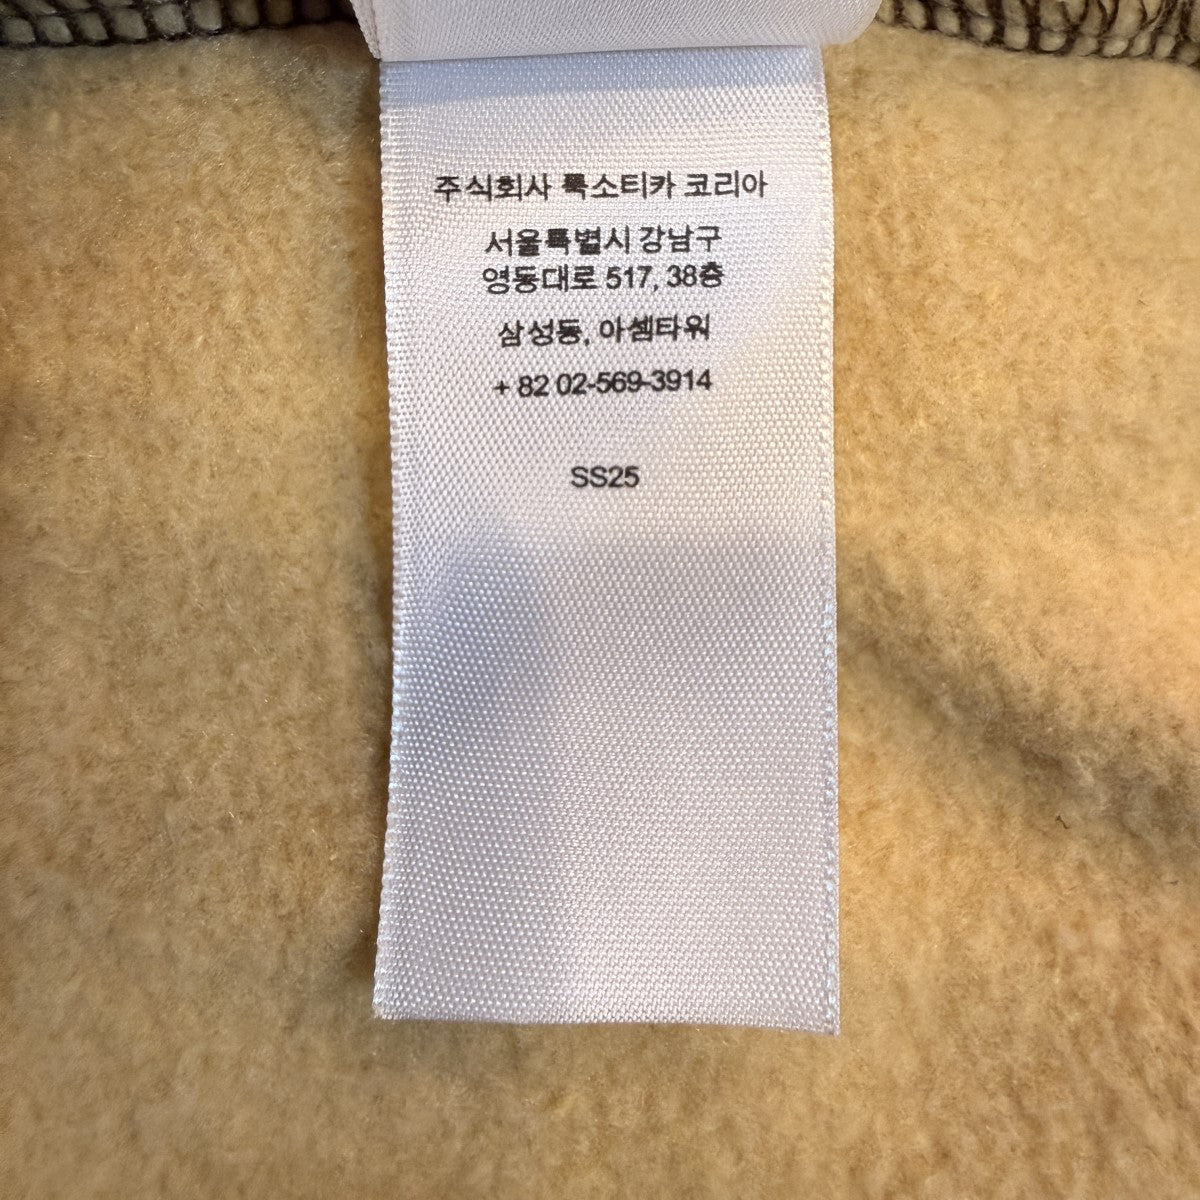 주식회사 룩소티카 코리아
서울특별시 강남구
영동대로 517, 38층
삼성동, 아셈타워
+ 82 02-569-3914
SS25